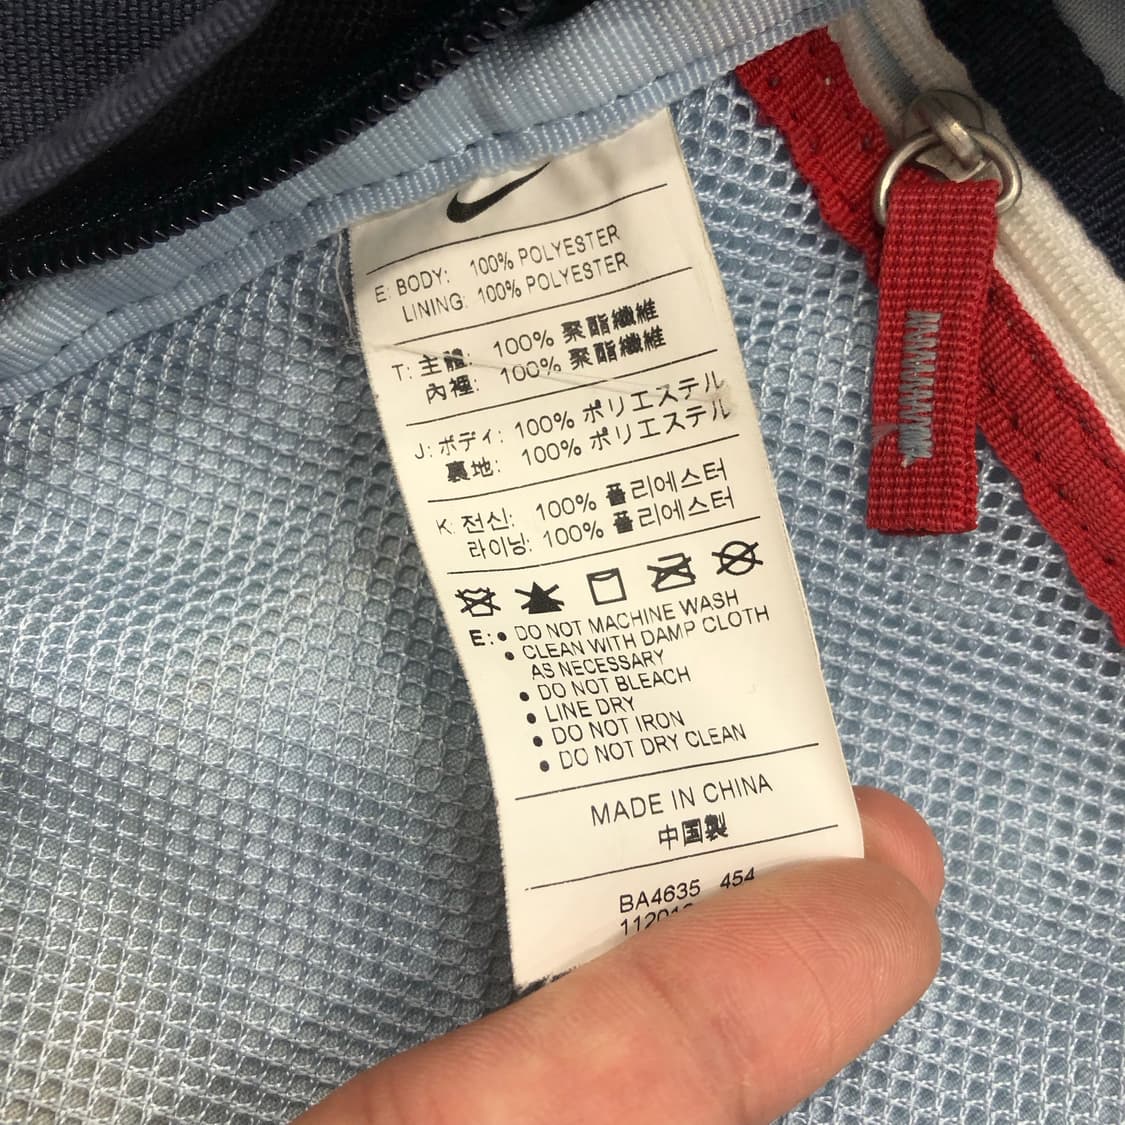 E: BODY: 100% POLYESTER
LINING: 100% POLYESTER
T: 主體: 100% 聚酯纖維
內裡: 100% 聚酯纖維
J: ボディ: 100% ポリエステル
裏地: 100% ポリエステル
K: 전신: 100% 폴리에스터
라이닝: 100% 폴리에스터
E: • DO NOT MACHINE WASH
• CLEAN WITH DAMP CLOTH
AS NECESSARY
• DO NOT BLEACH
• LINE DRY
• DO NOT IRON
• DO NOT DRY CLEAN
MADE IN CHINA
中国製
BA4635 454